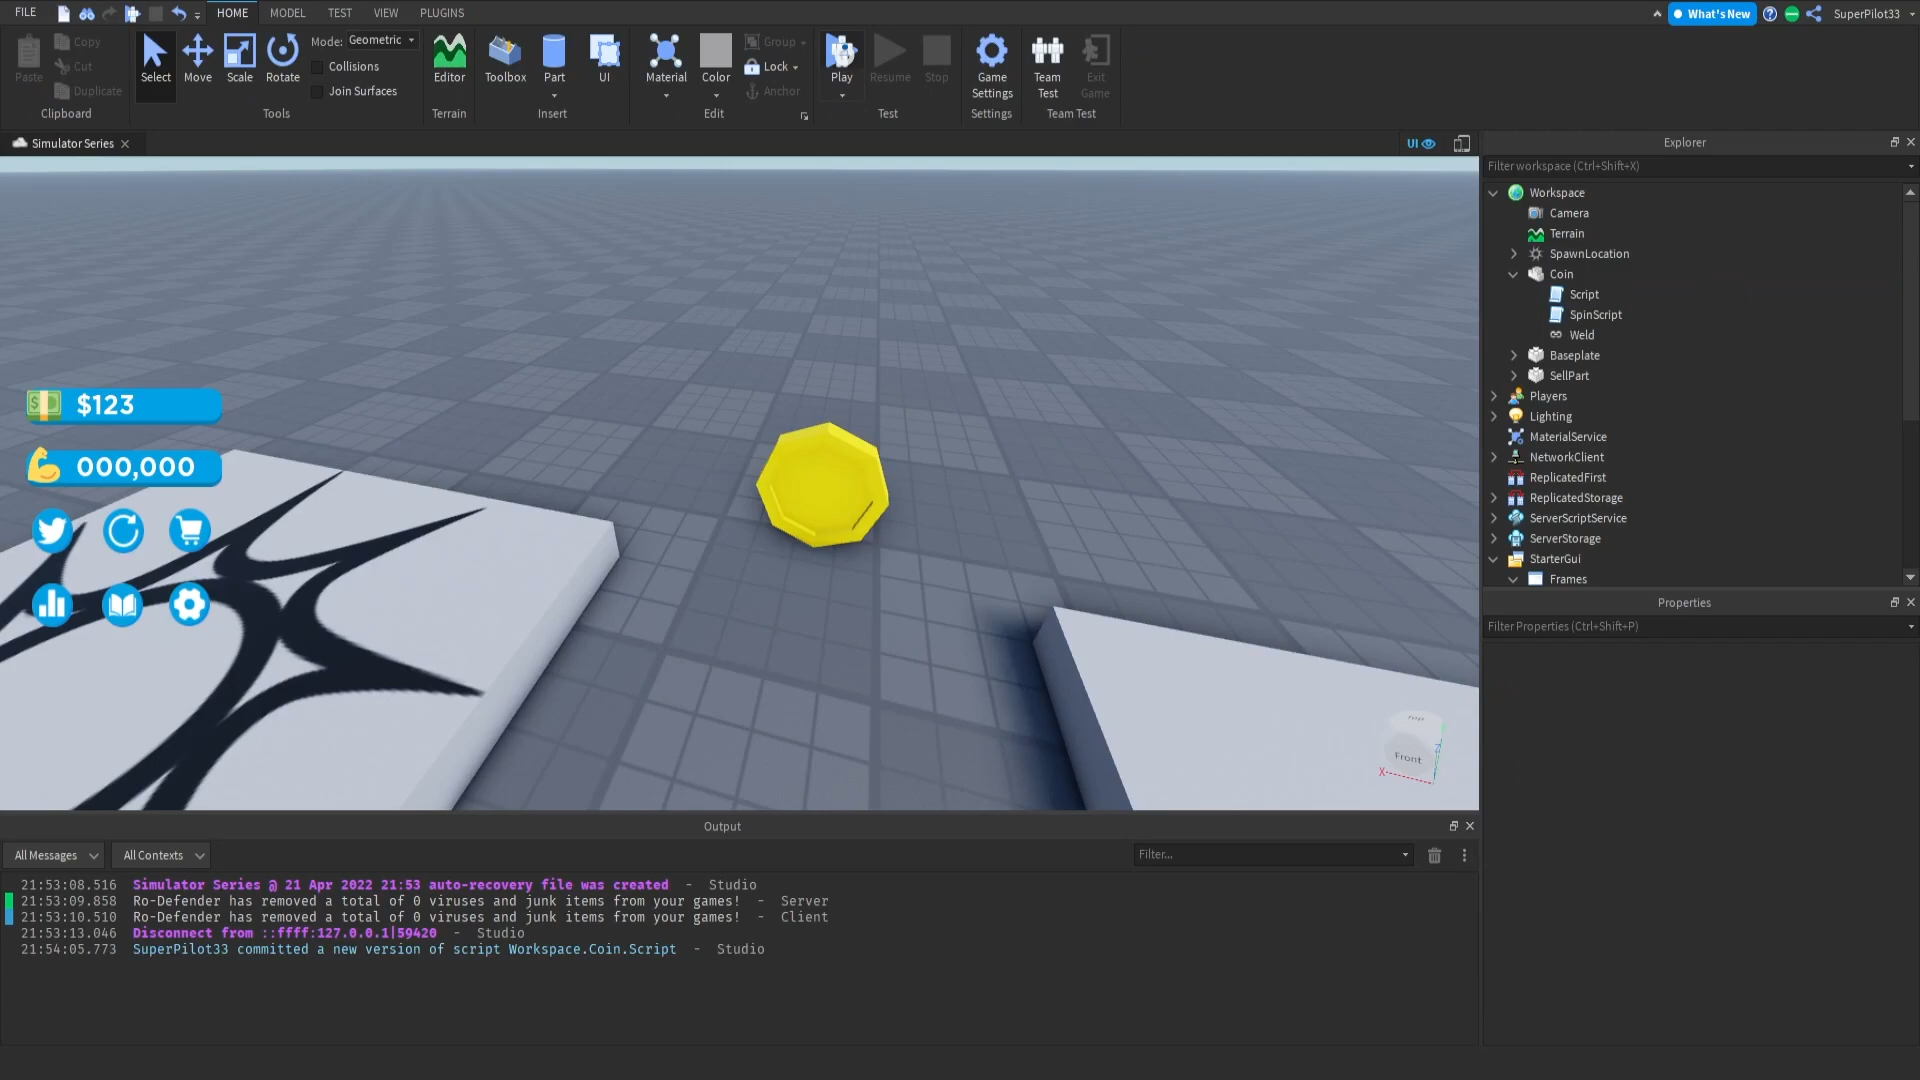 FILE
HOME
MODEL
TEST
VIEW
PLUGINS
What's New
SuperPilot33
Paste
Copy
Cut
Duplicate
Clipboard
Select
Move
Scale
Rotate
Mode: Geometric
Collisions
Join Surfaces
Tools
Editor
Terrain
Toolbox
Part
UI
Insert
Material
Color
Group
Lock
Anchor
Edit
Play
Resume
Stop
Test
Game Settings
Settings
Team Test
Exit Game
Team Test
Simulator Series
UI
$123
000,000
Front
X
Explorer
Filter workspace (Ctrl+Shift+X)
Workspace
Camera
Terrain
SpawnLocation
Coin
Script
SpinScript
Weld
Baseplate
SellPart
Players
Lighting
MaterialService
NetworkClient
ReplicatedFirst
ReplicatedStorage
ServerScriptService
ServerStorage
StarterGui
Frames
Properties
Filter Properties (Ctrl+Shift+P)
Output
All Messages
All Contexts
Filter...
21:53:08.516 Simulator Series @ 21 Apr 2022 21:53 auto-recovery file was created - Studio
21:53:09.858 Ro-Defender has removed a total of 0 viruses and junk items from your games! - Server
21:53:10.510 Ro-Defender has removed a total of 0 viruses and junk items from your games! - Client
21:53:13.046 Disconnect from ::ffff:127.0.0.1|59420 - Studio
21:54:05.773 SuperPilot33 committed a new version of script Workspace.Coin.Script - Studio